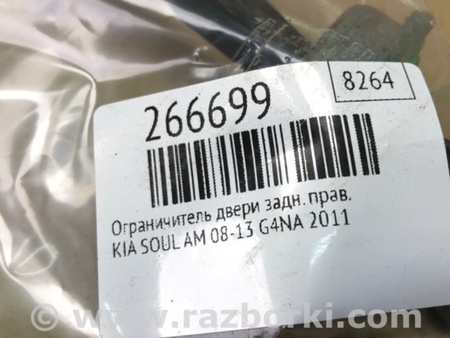 8264
266699
Ограничитель двери задн. прав.
KIA SOUL AM 08-13 G4NA 2011
www.razborki.com